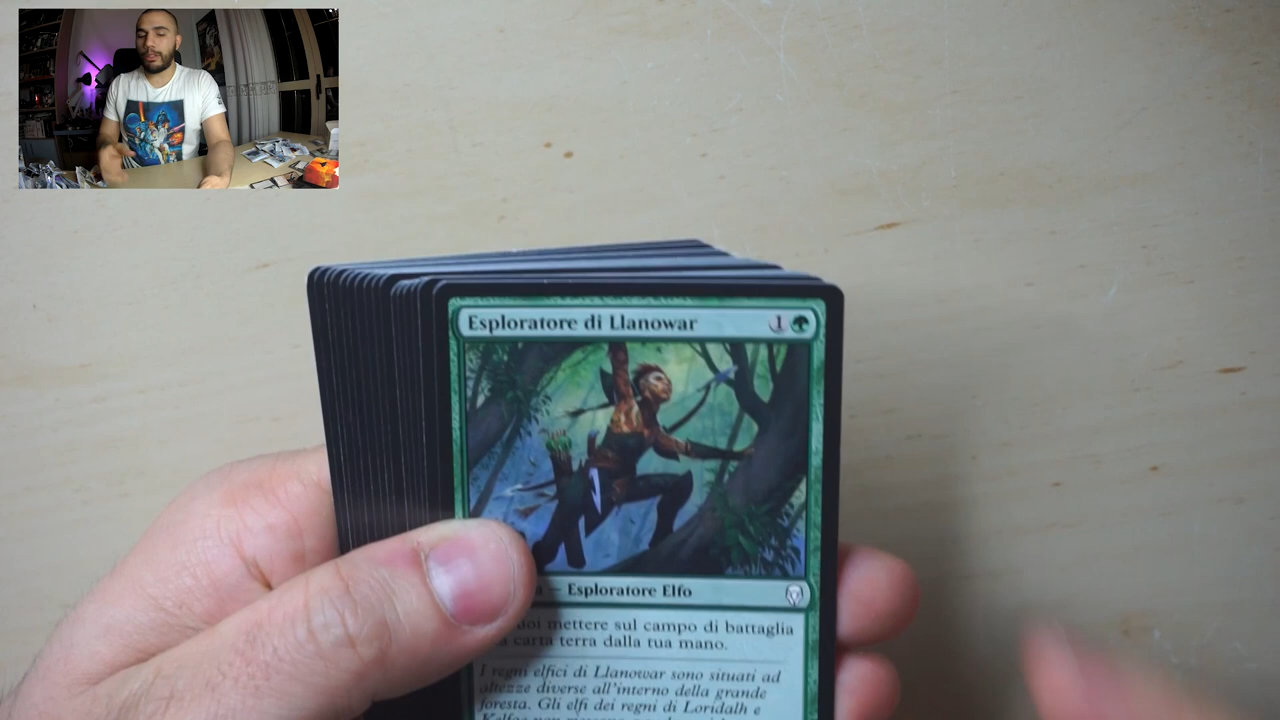 Esploratore di Llanowar 1
— Esploratore Elfo
mettere sul campo di battaglia
carta terra dalla tua mano.
I regni elfici di Llanowar sono situati ad
altezze diverse all'interno della grande
foresta. Gli elfi dei regni di Loridalh e